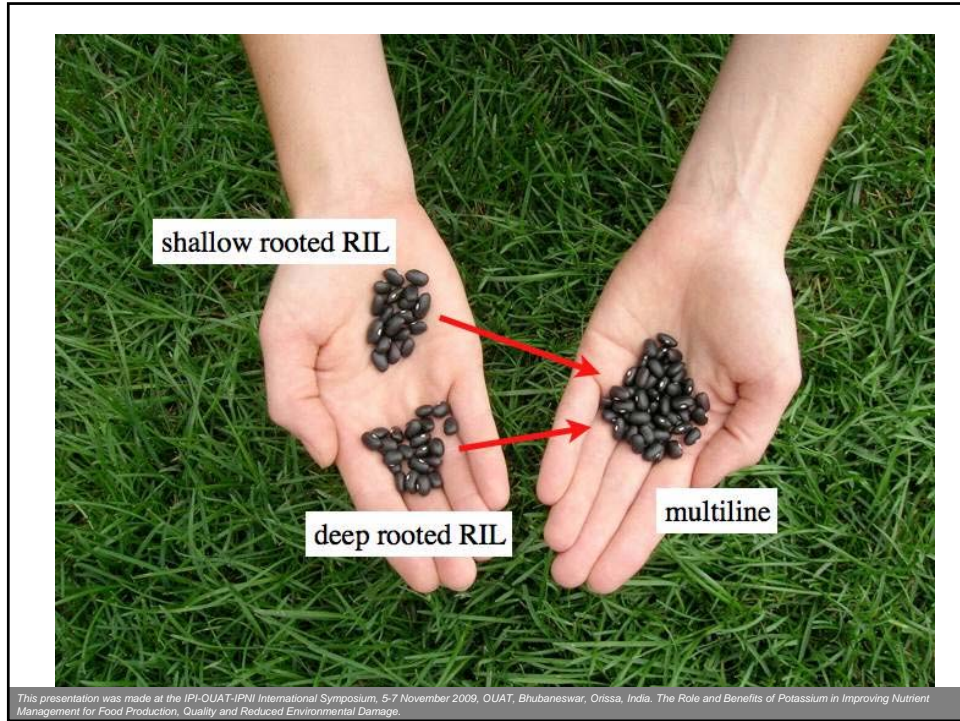 shallow rooted RIL
deep rooted RIL
multiline
This presentation was made at the IPI-OUAT-IPNI International Symposium, 5-7 November 2009, OUAT, Bhubaneswar, Orissa, India. The Role and Benefits of Potassium in Improving Nutrient
Management for Food Production, Quality and Reduced Environmental Damage.